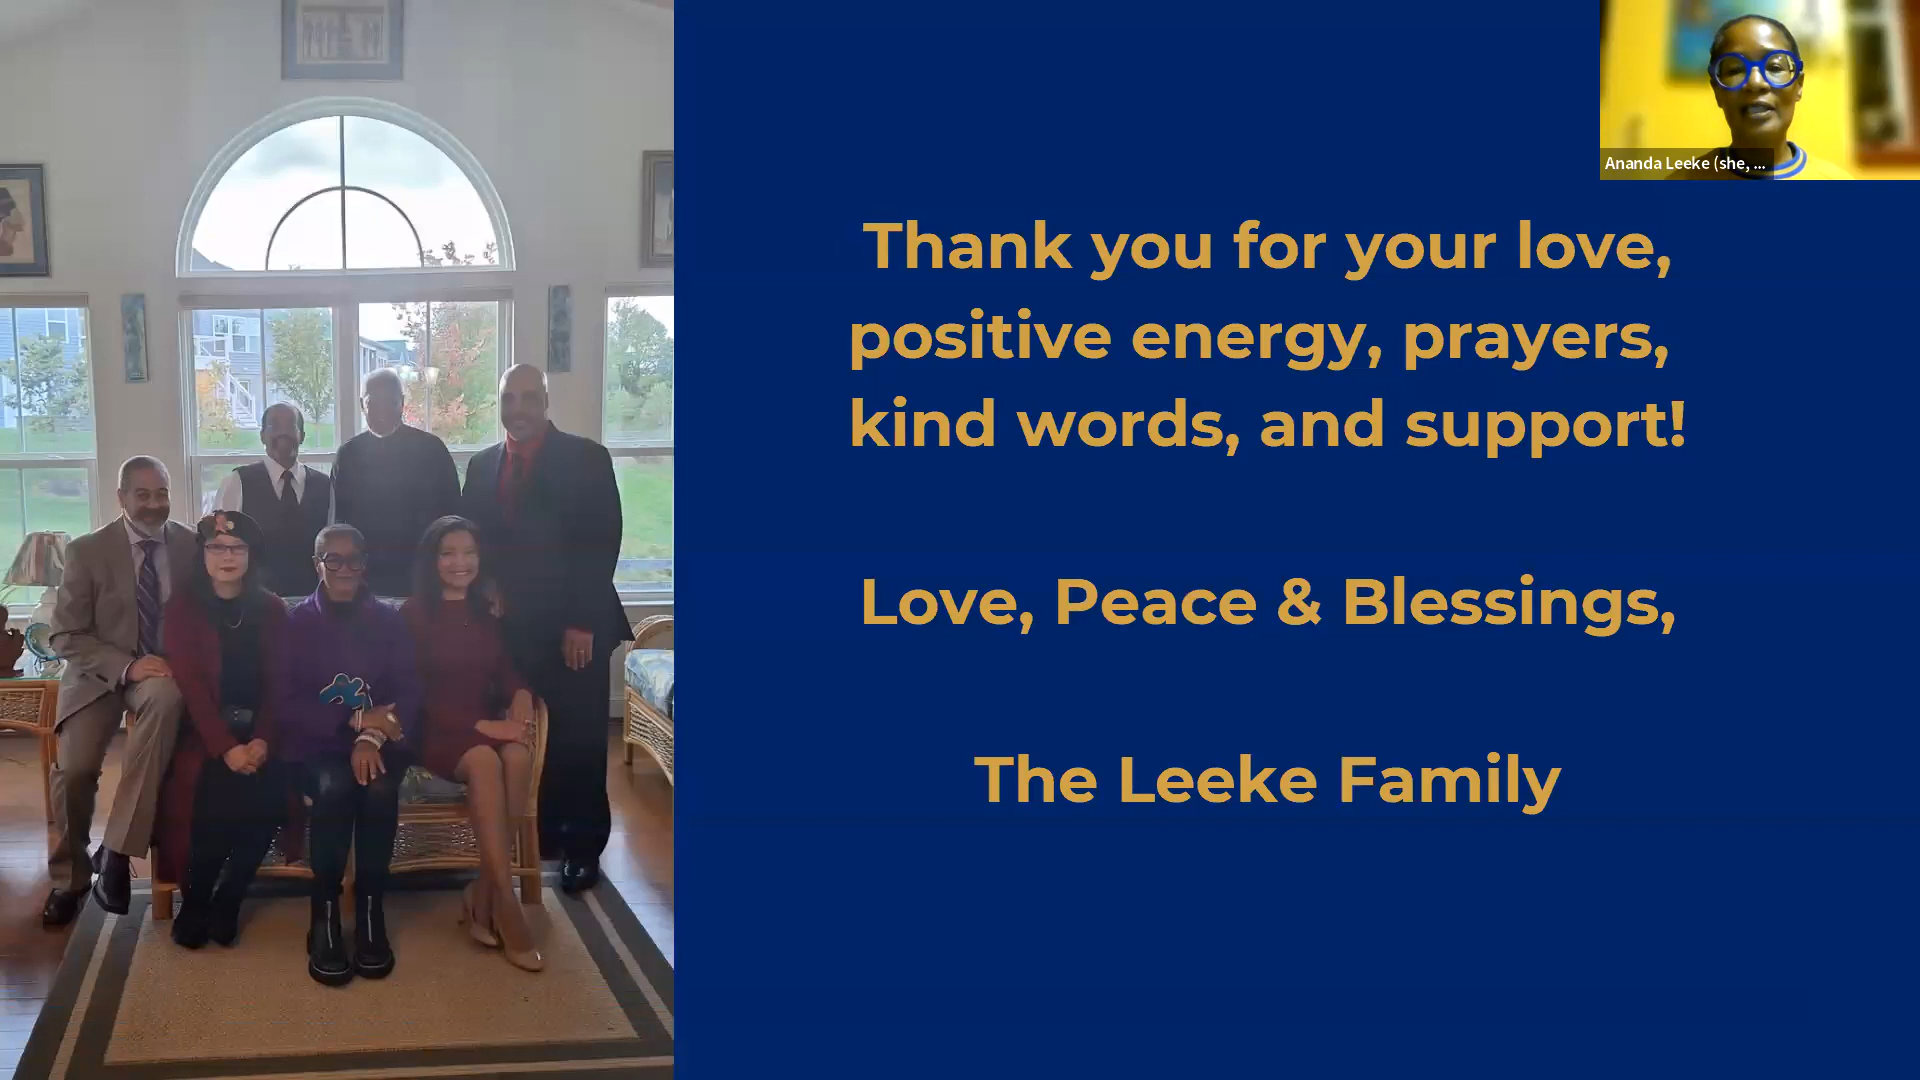 Ananda Leeke (she, ...
Thank you for your love,
positive energy, prayers,
kind words, and support!
Love, Peace & Blessings,
The Leeke Family